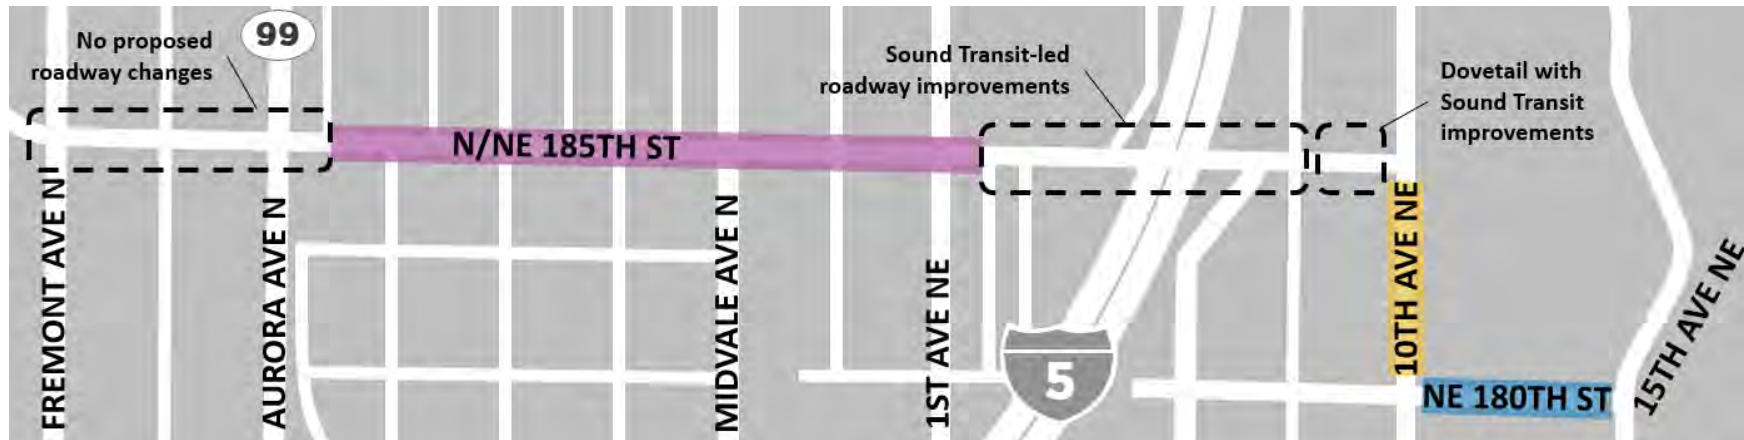 No proposed
roadway changes
99
Sound Transit-led
roadway improvements
Dovetail with
Sound Transit
improvements
N/NE 185TH ST
FREMONT AVE N
AURORA AVE N
MIDVALE AVE N
1ST AVE NE
5
10TH AVE NE
NE 180TH ST
15TH AVE NE